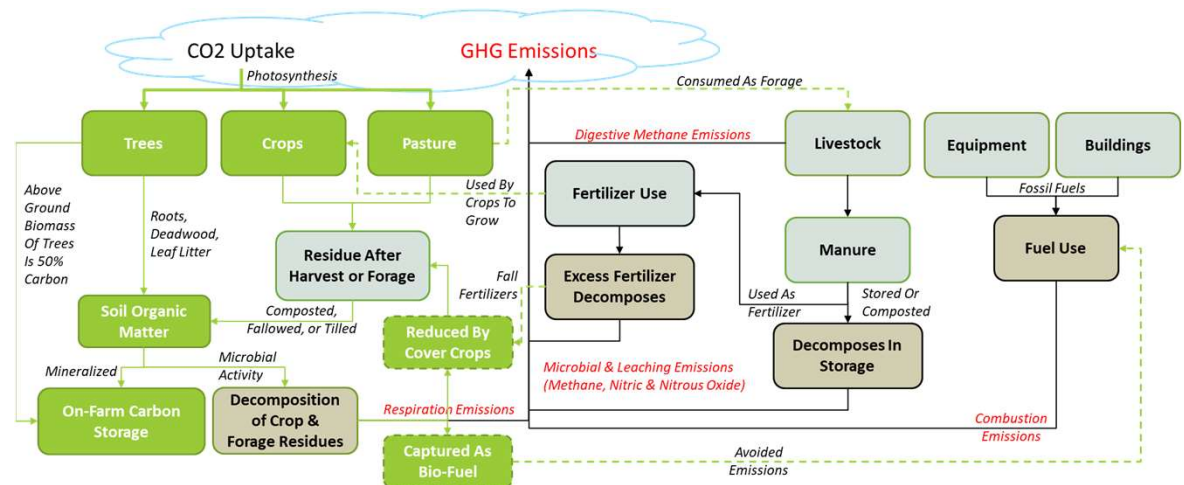 CO2 Uptake
GHG Emissions
Photosynthesis
Consumed As Forage
Trees
Crops
Pasture
Digestive Methane Emissions
Livestock
Equipment
Buildings
Above
Ground
Biomass
Of Trees
Is 50%
Carbon
Roots,
Deadwood,
Leaf Litter
Used By
Crops To
Grow
Fertilizer Use
Fossil Fuels
Residue After
Harvest or Forage
Manure
Fuel Use
Fall
Fertilizers
Excess Fertilizer
Decomposes
Used As
Fertilizer
Stored Or
Composted
Soil Organic
Matter
Composted,
Fallowed, or Tilled
Reduced By
Cover Crops
Decomposes In
Storage
Mineralized
Microbial
Activity
Microbial & Leaching Emissions
(Methane, Nitric & Nitrous Oxide)
On-Farm Carbon
Storage
Decomposition
of Crop &
Forage Residues
Respiration Emissions
Combustion
Emissions
Captured As
Bio-Fuel
Avoided
Emissions